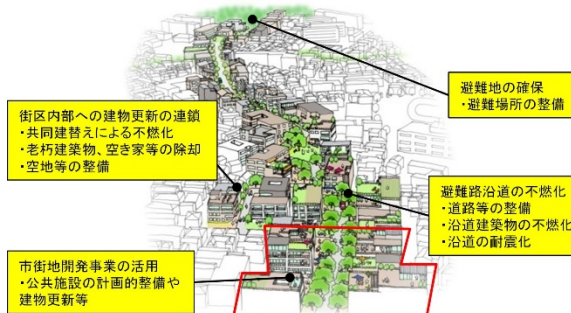 避難地の確保
・避難場所の整備
街区内部への建物更新の連鎖
・共同建替えによる不燃化
・老朽建築物、空き家等の除却
・空地等の整備
避難路沿道の不燃化
・道路等の整備
・沿道建築物の不燃化
・沿道の耐震化
市街地開発事業の活用
・公共施設の計画的整備や
建物更新等